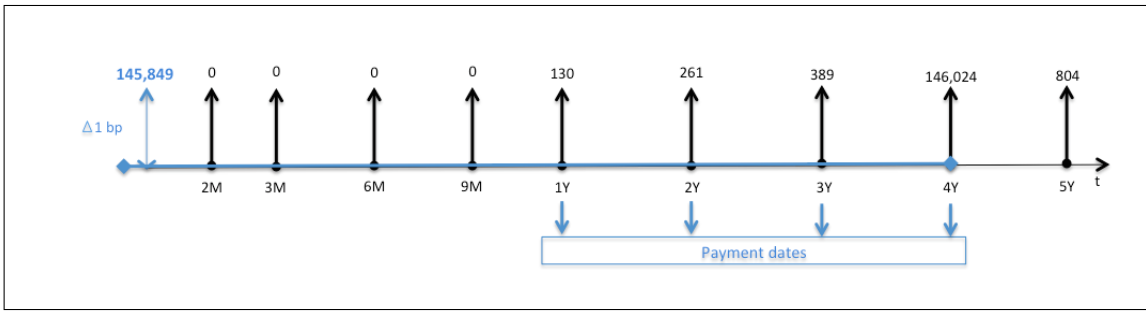 145,849 0 0 0 0 130 261 389 146,024 804
Δ1 bp
2M 3M 6M 9M 1Y 2Y 3Y 4Y 5Y t
Payment dates